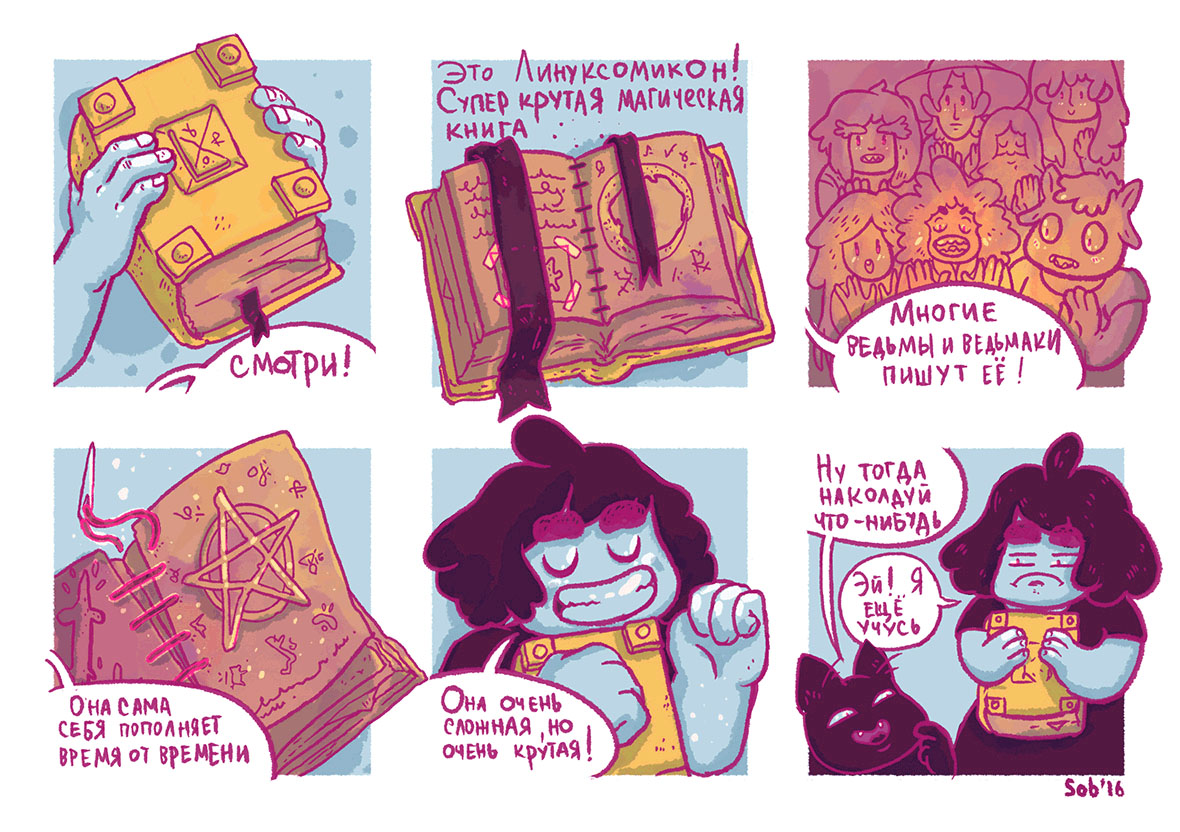 Смотри!
Это Линуксомикон!
Супер крутая магическая
книга
Многие
ведьмы и ведьмаки
пишут её!
Она сама
себя пополняет
время от времени
Она очень
сложная, но
очень крутая!
Ну тогда
наколдуй
что-нибудь
Эй! Я
ещё
учусь
Sob'16